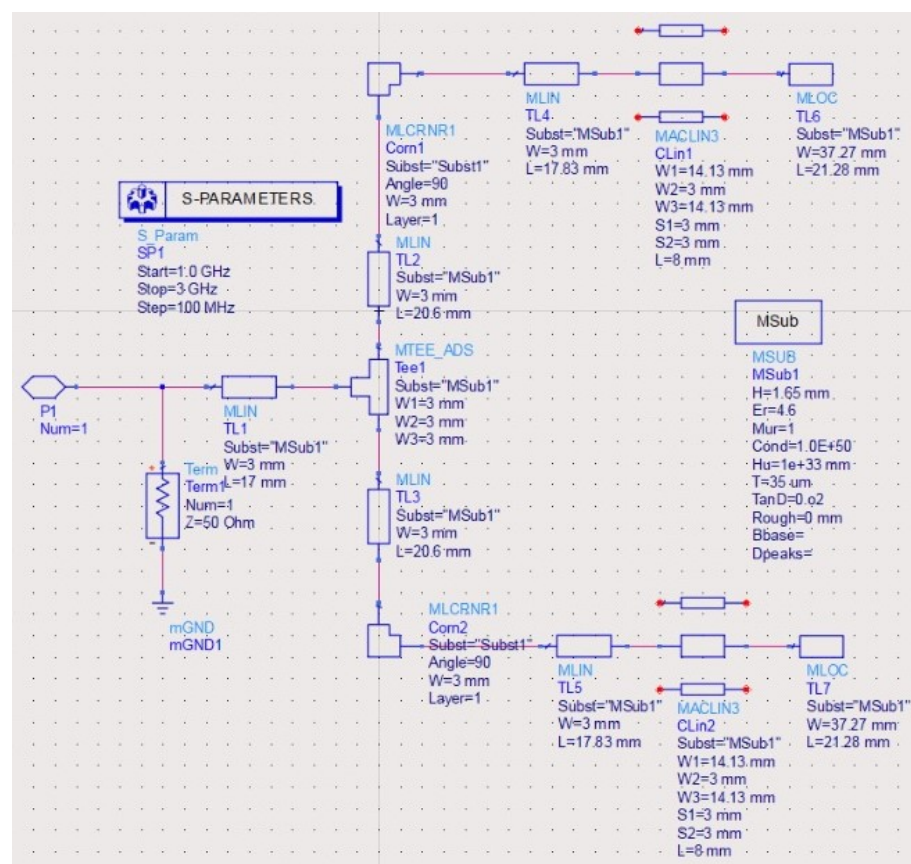 MLCRNR1
Corn1
Subst="Subst1"
Angle=90
W=3 mm
Layer=1
MLIN
TL4
Subst="MSub1"
W=3 mm
L=17.83 mm
MACLIN3
CLin1
W1=14.13 mm
W2=3 mm
W3=14.13 mm
S1=3 mm
S2=3 mm
L=8 mm
MLOC
TL6
Subst="MSub1"
W=37.27 mm
L=21.28 mm
S-PARAMETERS
S_Param
SP1
Start=1.0 GHz
Stop=3 GHz
Step=100 MHz
MLIN
TL2
Subst="MSub1"
W=3 mm
L=20.6 mm
MSub
MSUB
MSub1
H=1.65 mm
Er=4.6
Mur=1
Cond=1.0E+50
Hu=1e+33 mm
T=35 um
TanD=0.o2
Rough=0 mm
Bbase=
Dpeaks=
MTEE_ADS
Tee1
Subst="MSub1"
W1=3 mm
W2=3 mm
W3=3 mm
P1
Num=1
MLIN
TL1
Subst="MSub1"
W=3 mm
L=17 mm
Term
Term1
Num=1
Z=50 Ohm
mGND
mGND1
MLIN
TL3
Subst="MSub1"
W=3 mm
L=20.6 mm
MLCRNR1
Corn2
Subst="Subst1"
Angle=90
W=3 mm
Layer=1
MLIN
TL5
Subst="MSub1"
W=3 mm
L=17.83 mm
MACLIN3
CLin2
Subst="MSub1"
W1=14.13 mm
W2=3 mm
W3=14.13 mm
S1=3 mm
S2=3 mm
L=8 mm
MLOC
TL7
Subst="MSub1"
W=37.27 mm
L=21.28 mm